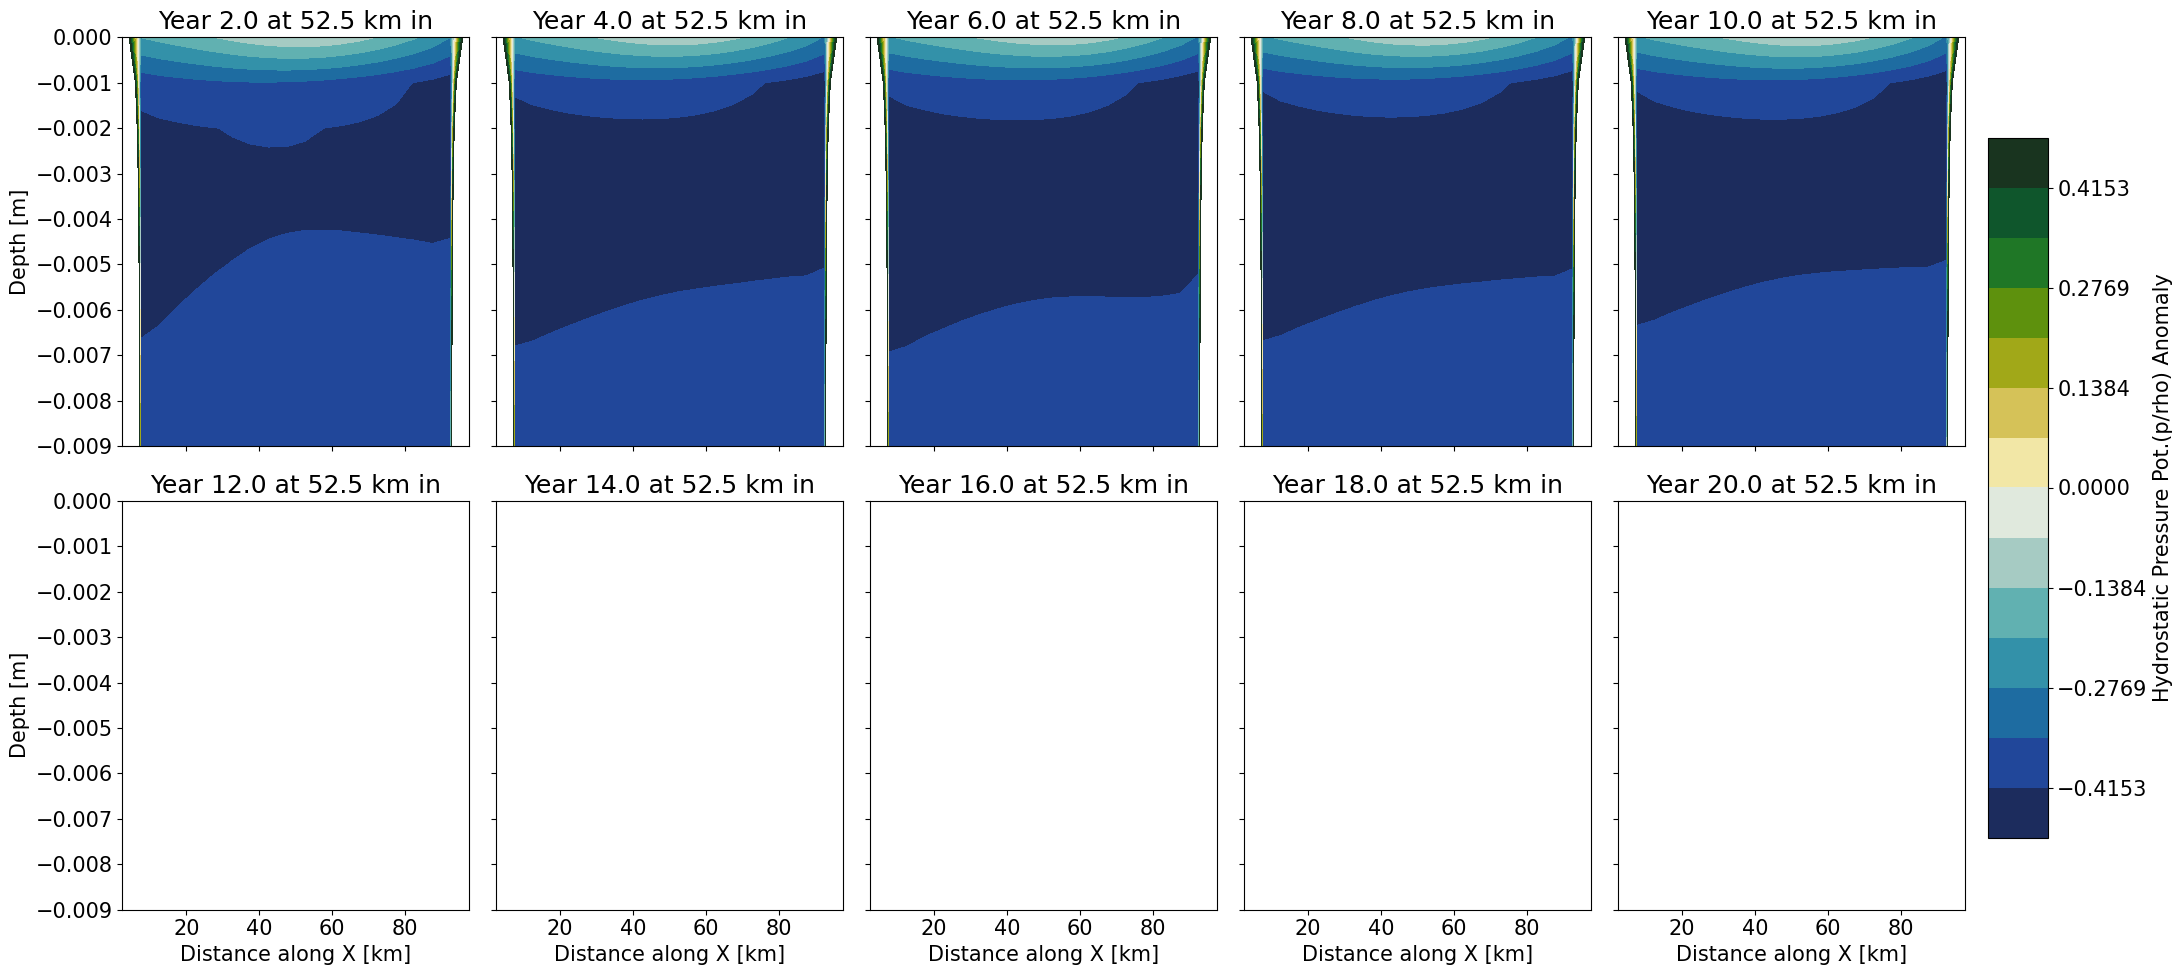 Year 2.0 at 52.5 km in
Year 4.0 at 52.5 km in
Year 6.0 at 52.5 km in
Year 8.0 at 52.5 km in
Year 10.0 at 52.5 km in
0.000
−0.001
−0.002
−0.003
−0.004
−0.005
−0.006
−0.007
−0.008
−0.009
Depth [m]
Year 12.0 at 52.5 km in
Year 14.0 at 52.5 km in
Year 16.0 at 52.5 km in
Year 18.0 at 52.5 km in
Year 20.0 at 52.5 km in
0.000
−0.001
−0.002
−0.003
−0.004
−0.005
−0.006
−0.007
−0.008
−0.009
Depth [m]
20 40 60 80
20 40 60 80
20 40 60 80
20 40 60 80
20 40 60 80
Distance along X [km]
Distance along X [km]
Distance along X [km]
Distance along X [km]
Distance along X [km]
0.4153
0.2769
0.1384
0.0000
−0.1384
−0.2769
−0.4153
Hydrostatic Pressure Pot.(p/rho) Anomaly